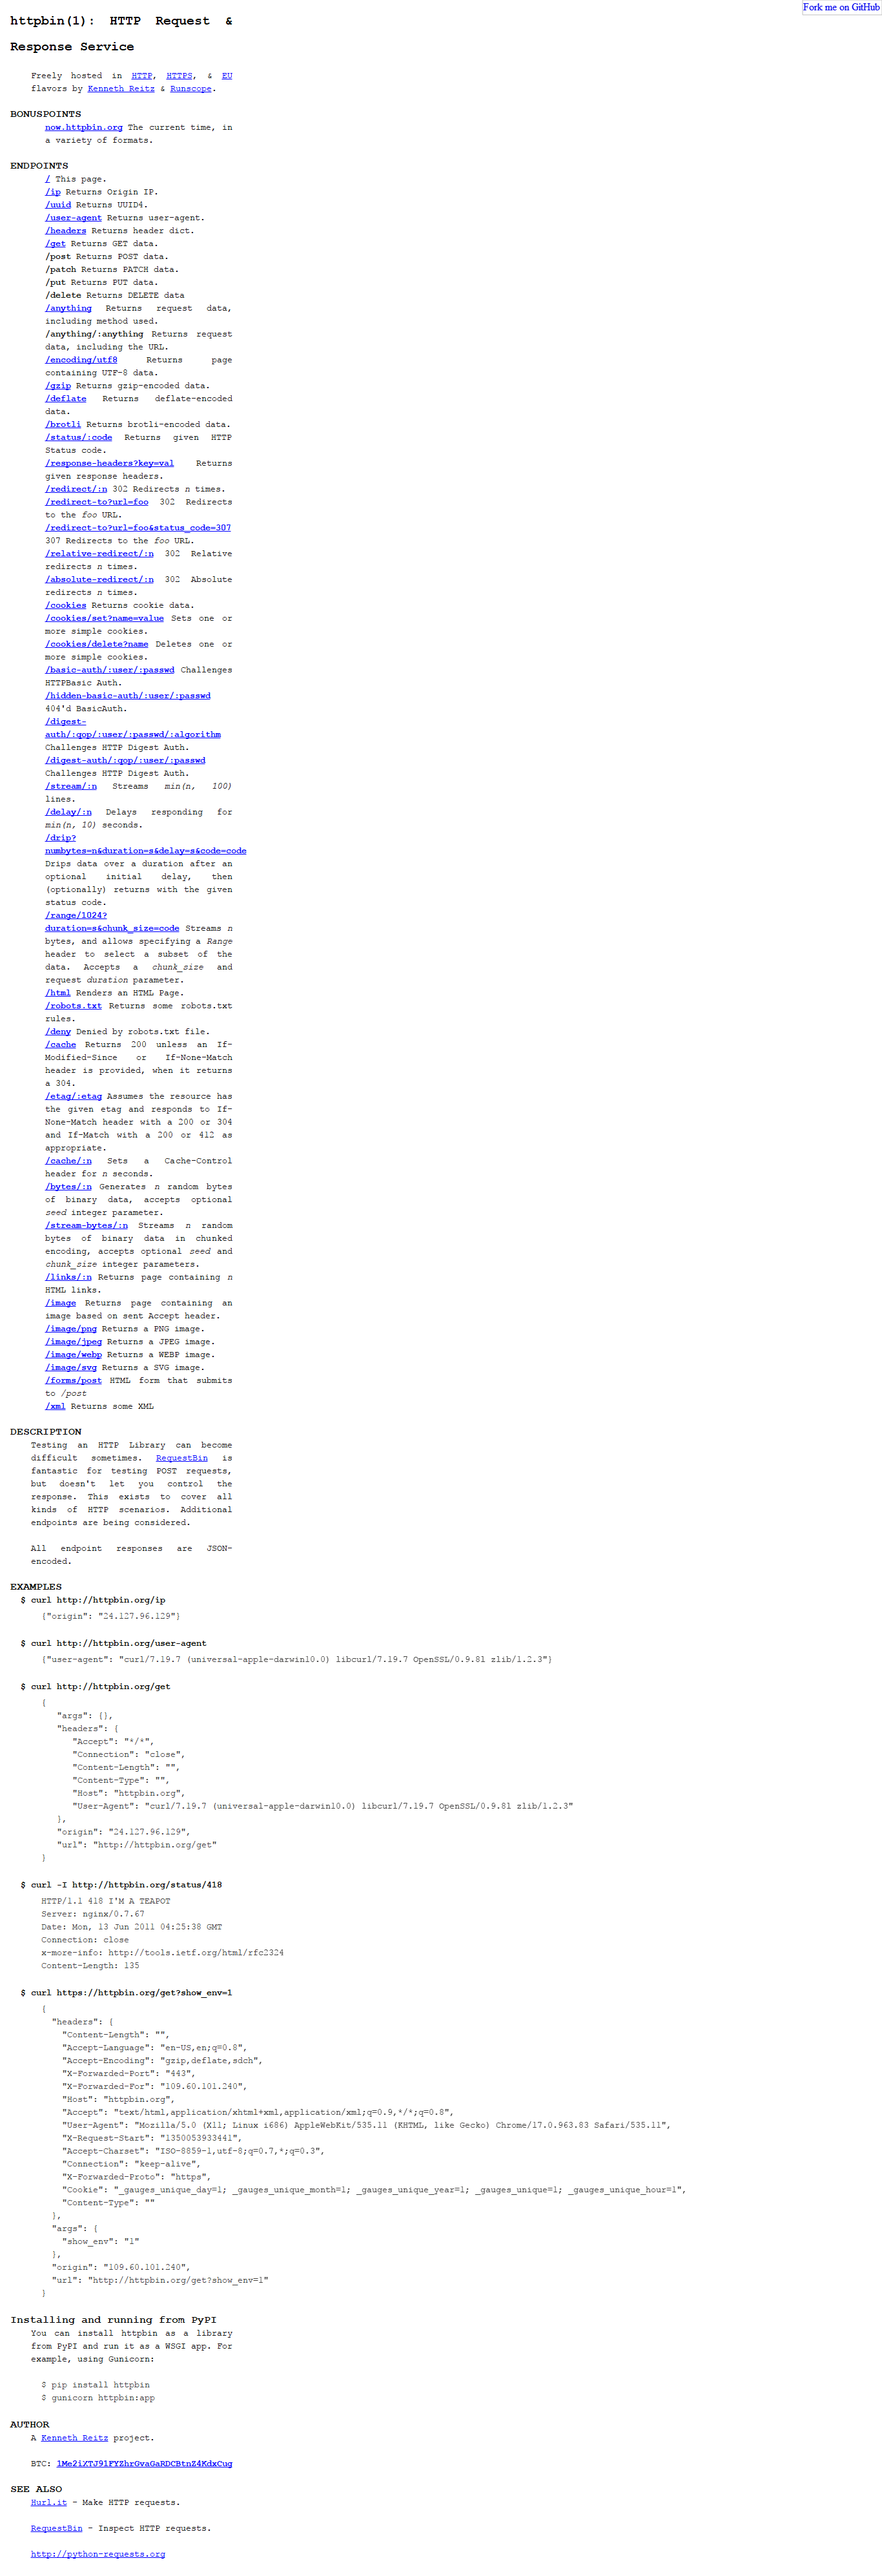 Fork me on GitHub
httpbin(1): HTTP Request &
Response Service
Freely hosted in HTTP, HTTPS, & EU
flavors by Kenneth Reitz & Runscope.
BONUSPOINTS
now.httpbin.org The current time, in
a variety of formats.
ENDPOINTS
/ This page.
/ip Returns Origin IP.
/uuid Returns UUID4.
/user-agent Returns user-agent.
/headers Returns header dict.
/get Returns GET data.
/post Returns POST data.
/patch Returns PATCH data.
/put Returns PUT data.
/delete Returns DELETE data
/anything Returns request data,
including method used.
/anything/:anything Returns request
data, including the URL.
/encoding/utf8 Returns page
containing UTF-8 data.
/gzip Returns gzip-encoded data.
/deflate Returns deflate-encoded
data.
/brotli Returns brotli-encoded data.
/status/:code Returns given HTTP
Status code.
/response-headers?key=val Returns
given response headers.
/redirect/:n 302 Redirects n times.
/redirect-to?url=foo 302 Redirects
to the foo URL.
/redirect-to?url=foo&status_code=307
307 Redirects to the foo URL.
/relative-redirect/:n 302 Relative
redirects n times.
/absolute-redirect/:n 302 Absolute
redirects n times.
/cookies Returns cookie data.
/cookies/set?name=value Sets one or
more simple cookies.
/cookies/delete?name Deletes one or
more simple cookies.
/basic-auth/:user/:passwd Challenges
HTTPBasic Auth.
/hidden-basic-auth/:user/:passwd
404'd BasicAuth.
/digest-
auth/:qop/:user/:passwd/:algorithm
Challenges HTTP Digest Auth.
/digest-auth/:qop/:user/:passwd
Challenges HTTP Digest Auth.
/stream/:n Streams min(n, 100)
lines.
/delay/:n Delays responding for
min(n, 10) seconds.
/drip?
numbytes=n&duration=s&delay=s&code=code
Drips data over a duration after an
optional initial delay, then
(optionally) returns with the given
status code.
/range/1024?
duration=s&chunk_size=code Streams n
bytes, and allows specifying a Range
header to select a subset of the
data. Accepts a chunk_size and
request duration parameter.
/html Renders an HTML Page.
/robots.txt Returns some robots.txt
rules.
/deny Denied by robots.txt file.
/cache Returns 200 unless an If-
Modified-Since or If-None-Match
header is provided, when it returns
a 304.
/etag/:etag Assumes the resource has
the given etag and responds to If-
None-Match header with a 200 or 304
and If-Match with a 200 or 412 as
appropriate.
/cache/:n Sets a Cache-Control
header for n seconds.
/bytes/:n Generates n random bytes
of binary data, accepts optional
seed integer parameter.
/stream-bytes/:n Streams n random
bytes of binary data in chunked
encoding, accepts optional seed and
chunk_size integer parameters.
/links/:n Returns page containing n
HTML links.
/image Returns page containing an
image based on sent Accept header.
/image/png Returns a PNG image.
/image/jpeg Returns a JPEG image.
/image/webp Returns a WEBP image.
/image/svg Returns a SVG image.
/forms/post HTML form that submits
to /post
/xml Returns some XML
DESCRIPTION
Testing an HTTP Library can become
difficult sometimes. RequestBin is
fantastic for testing POST requests,
but doesn't let you control the
response. This exists to cover all
kinds of HTTP scenarios. Additional
endpoints are being considered.
All endpoint responses are JSON-
encoded.
EXAMPLES
$ curl http://httpbin.org/ip
{"origin": "24.127.96.129"}
$ curl http://httpbin.org/user-agent
{"user-agent": "curl/7.19.7 (universal-apple-darwin10.0) libcurl/7.19.7 OpenSSL/0.9.8l zlib/1.2.3"}
$ curl http://httpbin.org/get
{
"args": {},
"headers": {
"Accept": "*/*",
"Connection": "close",
"Content-Length": "",
"Content-Type": "",
"Host": "httpbin.org",
"User-Agent": "curl/7.19.7 (universal-apple-darwin10.0) libcurl/7.19.7 OpenSSL/0.9.8l zlib/1.2.3"
},
"origin": "24.127.96.129",
"url": "http://httpbin.org/get"
}
$ curl -I http://httpbin.org/status/418
HTTP/1.1 418 I'M A TEAPOT
Server: nginx/0.7.67
Date: Mon, 13 Jun 2011 04:25:38 GMT
Connection: close
x-more-info: http://tools.ietf.org/html/rfc2324
Content-Length: 135
$ curl https://httpbin.org/get?show_env=1
{
"headers": {
"Content-Length": "",
"Accept-Language": "en-US,en;q=0.8",
"Accept-Encoding": "gzip,deflate,sdch",
"X-Forwarded-Port": "443",
"X-Forwarded-For": "109.60.101.240",
"Host": "httpbin.org",
"Accept": "text/html,application/xhtml+xml,application/xml;q=0.9,*/*;q=0.8",
"User-Agent": "Mozilla/5.0 (X11; Linux i686) AppleWebKit/535.11 (KHTML, like Gecko) Chrome/17.0.963.83 Safari/535.11",
"X-Request-Start": "1350053933441",
"Accept-Charset": "ISO-8859-1,utf-8;q=0.7,*;q=0.3",
"Connection": "keep-alive",
"X-Forwarded-Proto": "https",
"Cookie": "_gauges_unique_day=1; _gauges_unique_month=1; _gauges_unique_year=1; _gauges_unique=1; _gauges_unique_hour=1",
"Content-Type": ""
},
"args": {
"show_env": "1"
},
"origin": "109.60.101.240",
"url": "http://httpbin.org/get?show_env=1"
}
Installing and running from PyPI
You can install httpbin as a library
from PyPI and run it as a WSGI app. For
example, using Gunicorn:
$ pip install httpbin
$ gunicorn httpbin:app
AUTHOR
A Kenneth Reitz project.
BTC: 1Me2iXTJ91FYZhrGvaGaRDCBtnZ4KdxCug
SEE ALSO
Hurl.it - Make HTTP requests.
RequestBin - Inspect HTTP requests.
http://python-requests.org